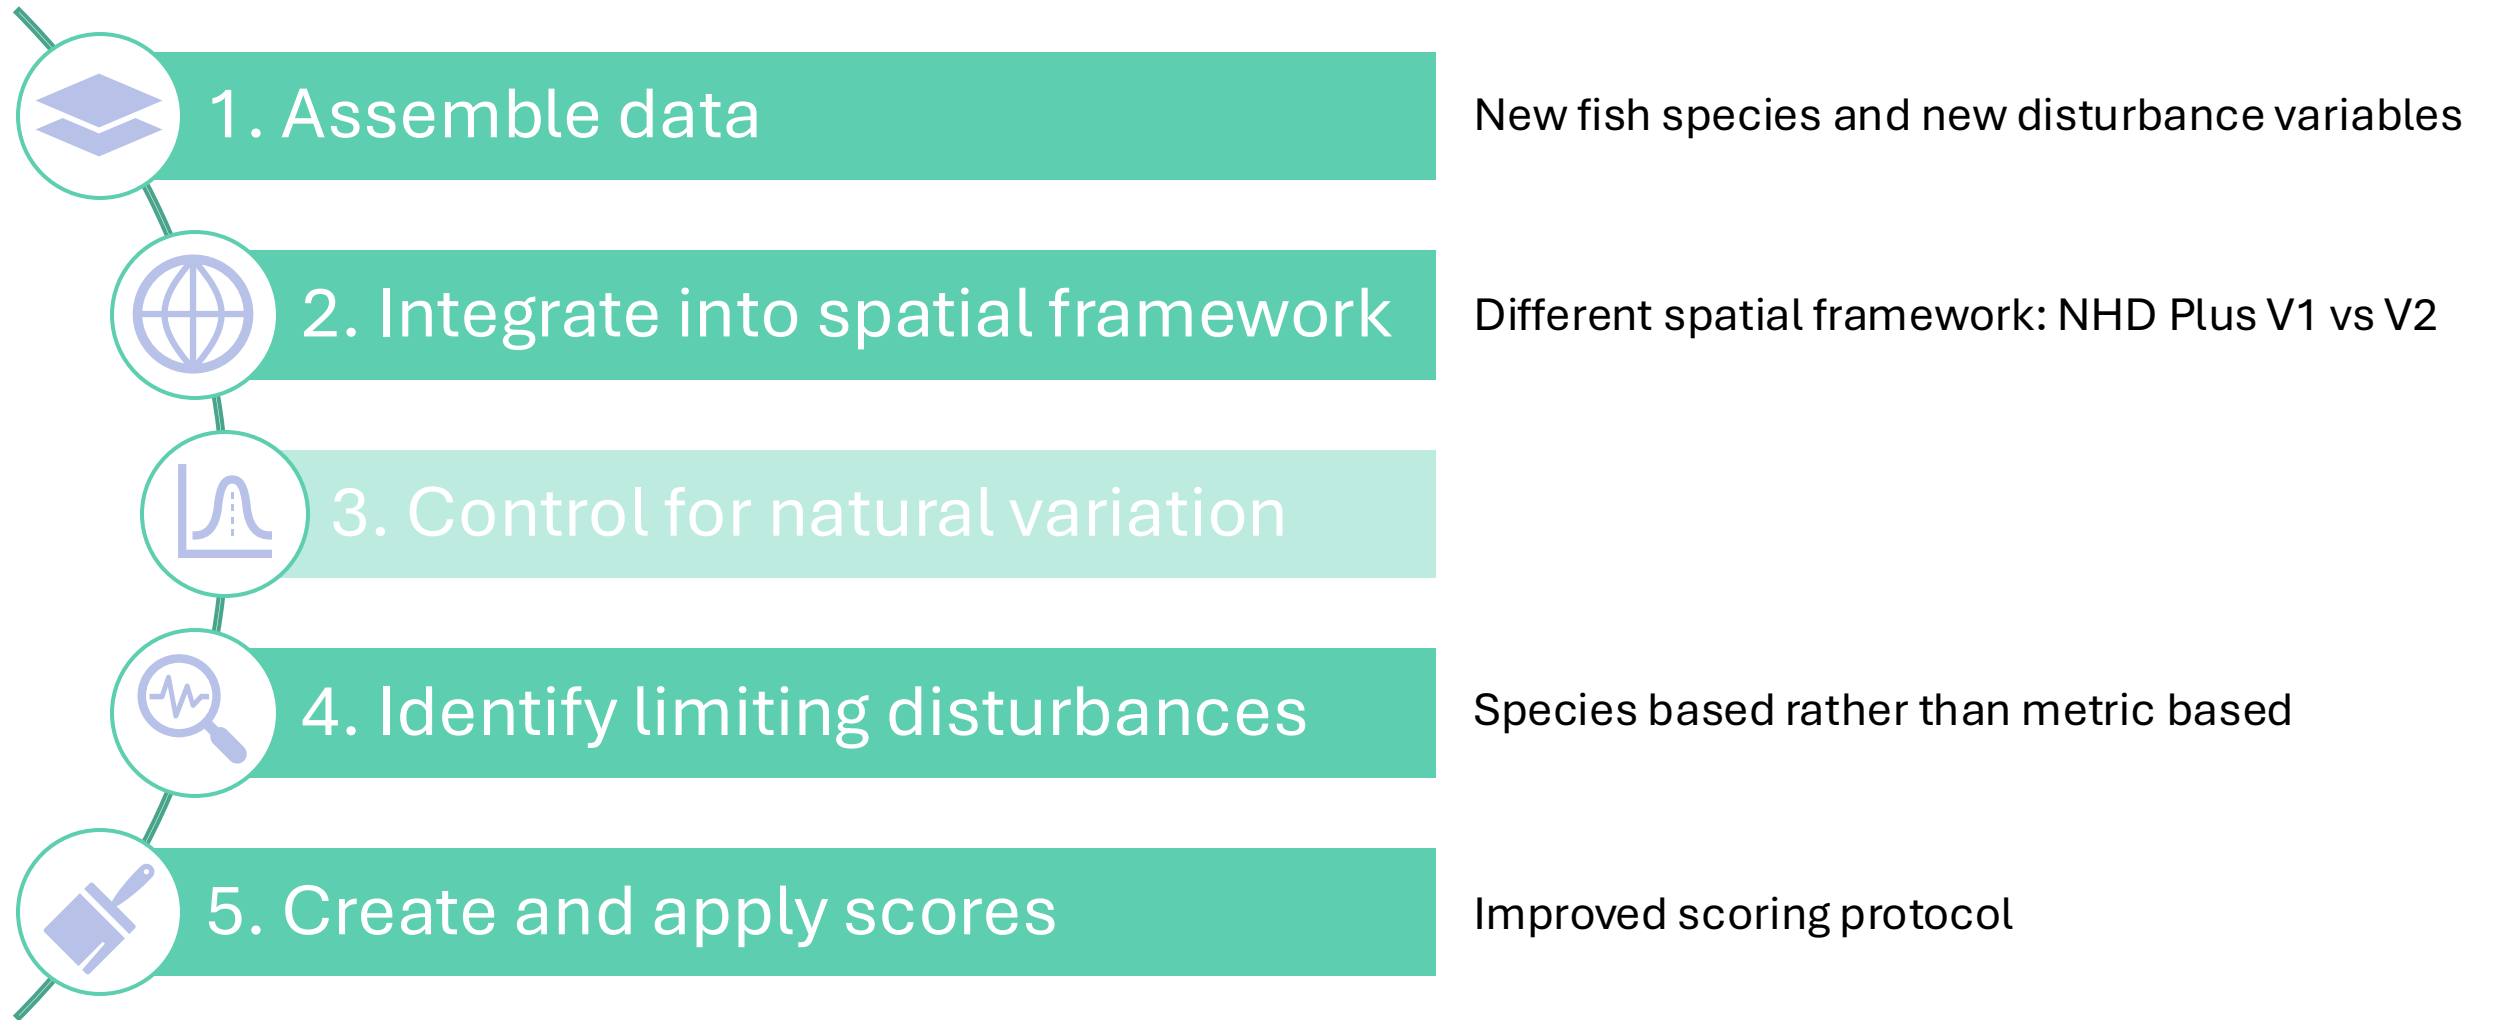 1. Assemble data
New fish species and new disturbance variables
2. Integrate into spatial framework
Different spatial framework: NHD Plus V1 vs V2
3. Control for natural variation
4. Identify limiting disturbances
Species based rather than metric based
5. Create and apply scores
Improved scoring protocol